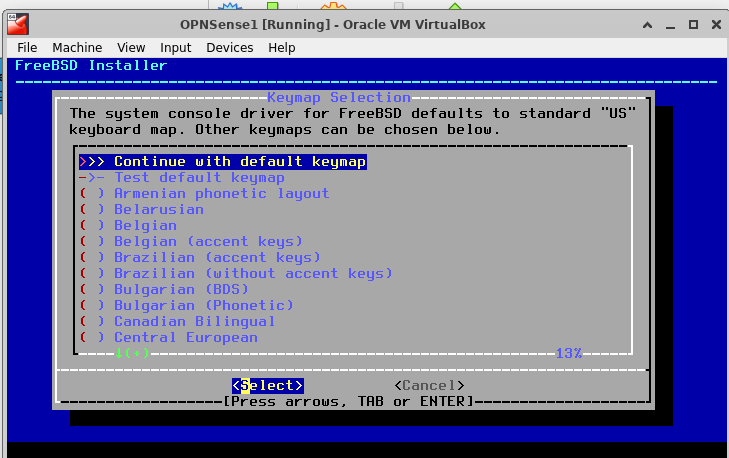 OPNSense1 [Running] - Oracle VM VirtualBox
File Machine View Input Devices Help
FreeBSD Installer
Keymap Selection
The system console driver for FreeBSD defaults to standard "US"
keyboard map. Other keymaps can be chosen below.
>>> Continue with default keymap
->- Test default keymap
( ) Armenian phonetic layout
( ) Belarusian
( ) Belgian
( ) Belgian (accent keys)
( ) Brazilian (accent keys)
( ) Brazilian (without accent keys)
( ) Bulgarian (BDS)
( ) Bulgarian (Phonetic)
( ) Canadian Bilingual
( ) Central European
↓(+) 13%
<Select> <Cancel>
[Press arrows, TAB or ENTER]